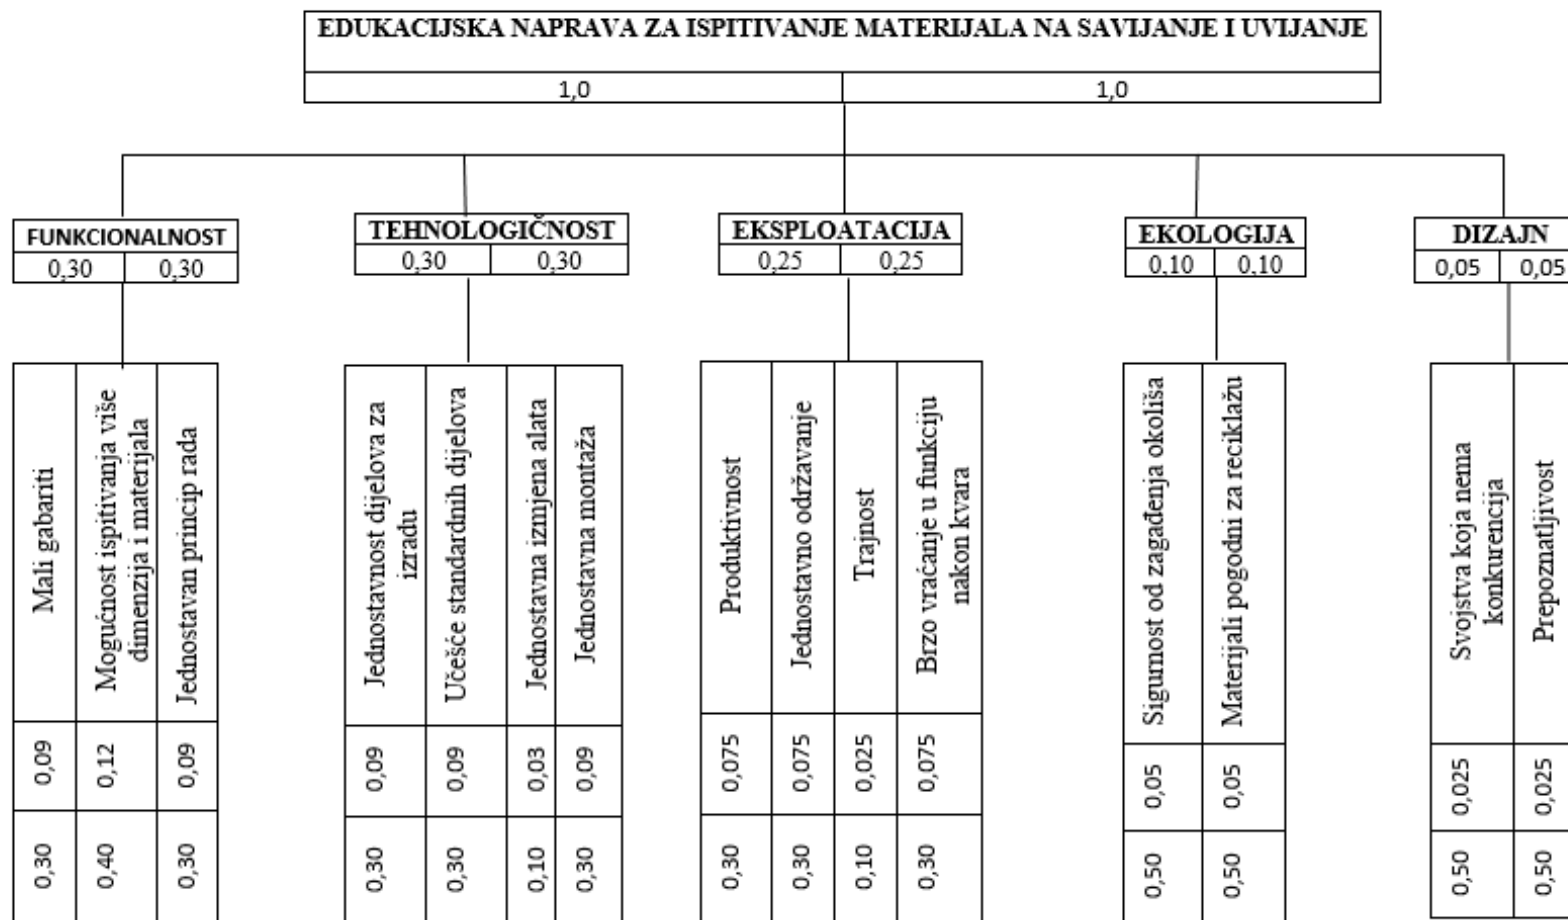 EDUKACIJSKA NAPRAVA ZA ISPITIVANJE MATERIJALA NA SAVIJANJE I UVIJANJE
1,0 1,0
FUNKCIONALNOST
0,30 0,30
Mali gabariti
Mogućnost ispitivanja više
dimenzija i materijala
Jednostavan princip rada
0,09 0,12 0,09
0,30 0,40 0,30
TEHNOLOGIČNOST
0,30 0,30
Jednostavnost dijelova za
izradu
Učešće standardnih dijelova
Jednostavna izmjena alata
Jednostavna montaža
0,09 0,09 0,03 0,09
0,30 0,30 0,10 0,30
EKSPLOATACIJA
0,25 0,25
Produktivnost
Jednostavno održavanje
Trajnost
Brzo vraćanje u funkciju
nakon kvara
0,075 0,075 0,025 0,075
0,30 0,30 0,10 0,30
EKOLOGIJA
0,10 0,10
Sigurnost od zagađenja okoliša
Materijali pogodni za reciklažu
0,05 0,05
0,50 0,50
DIZAJN
0,05 0,05
Svojstva koja nema
konkurencija
Prepoznatljivost
0,025 0,025
0,50 0,50